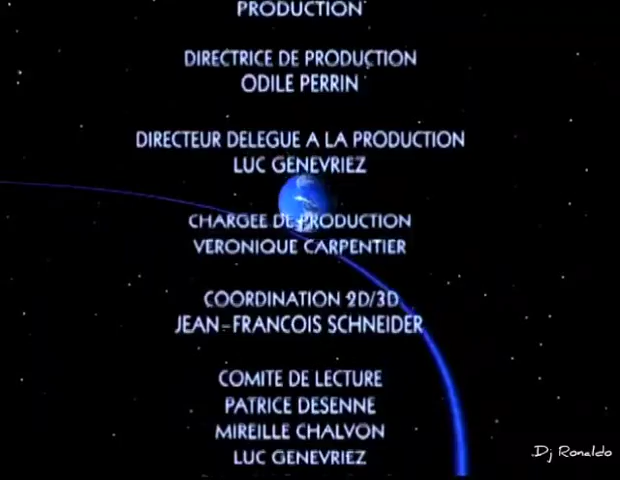 PRODUCTION
DIRECTRICE DE PRODUCTION
ODILE PERRIN
DIRECTEUR DELEGUE A LA PRODUCTION
LUC GENEVRIEZ
CHARGEE DE PRODUCTION
VERONIQUE CARPENTIER
COORDINATION 2D/3D
JEAN-FRANCOIS SCHNEIDER
COMITE DE LECTURE
PATRICE DESENNE
MIREILLE CHALVON
LUC GENEVRIEZ
.Dj Ronaldo